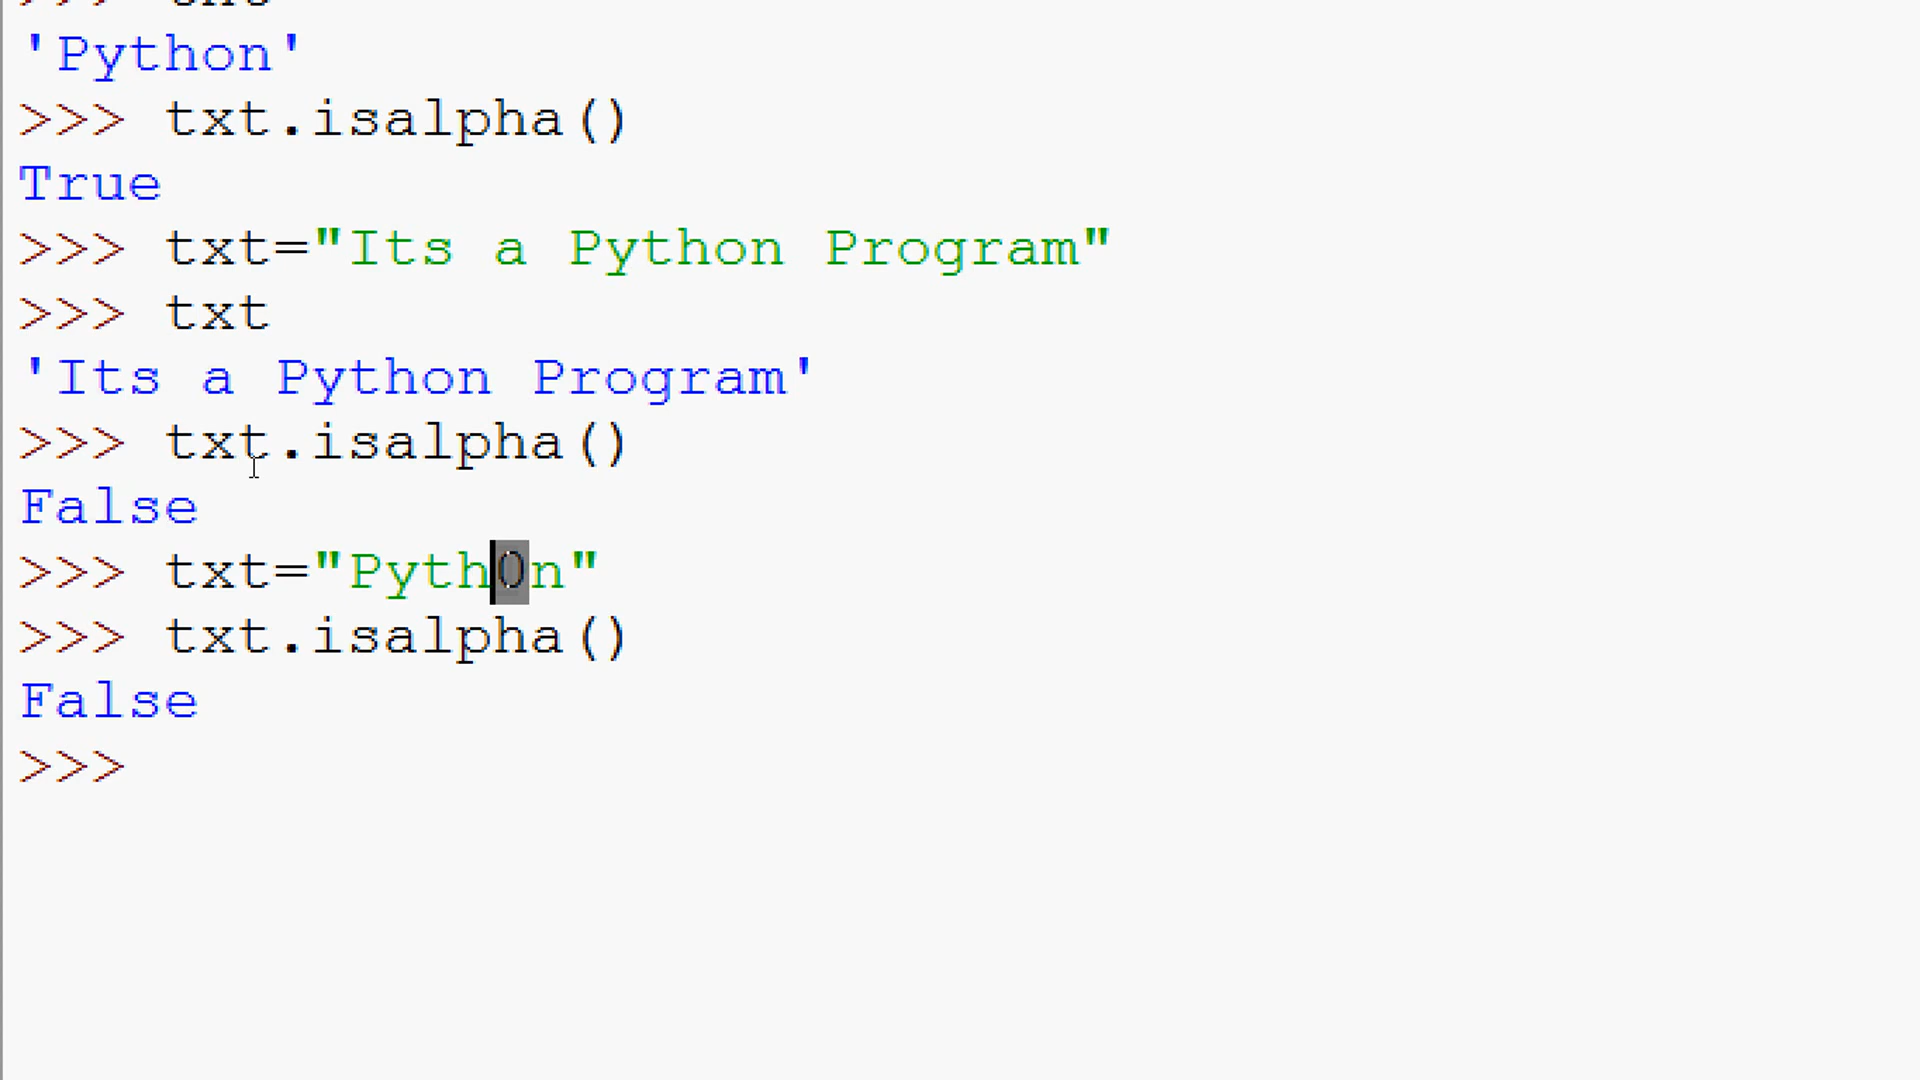 'Python'
>>> txt.isalpha()
True
>>> txt="Its a Python Program"
>>> txt
'Its a Python Program'
>>> txt.isalpha()
False
>>> txt="Pyth0n"
>>> txt.isalpha()
False
>>>